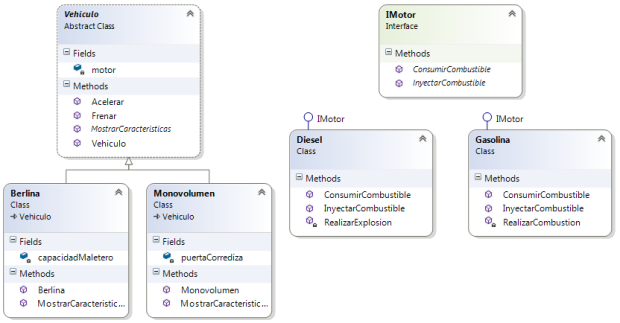 Vehiculo
Abstract Class
Fields
motor
Methods
Acelerar
Frenar
MostrarCaracteristicas
Vehiculo
IMotor
Interface
Methods
ConsumirCombustible
InyectarCombustible
Berlina
Class
Vehiculo
Fields
capacidadMaletero
Methods
Berlina
MostrarCaracteristic...
Monovolumen
Class
Vehiculo
Fields
puertaCorrediza
Methods
Monovolumen
MostrarCaracteristic...
IMotor
Diesel
Class
Methods
ConsumirCombustible
InyectarCombustible
RealizarExplosion
IMotor
Gasolina
Class
Methods
ConsumirCombustible
InyectarCombustible
RealizarCombustion